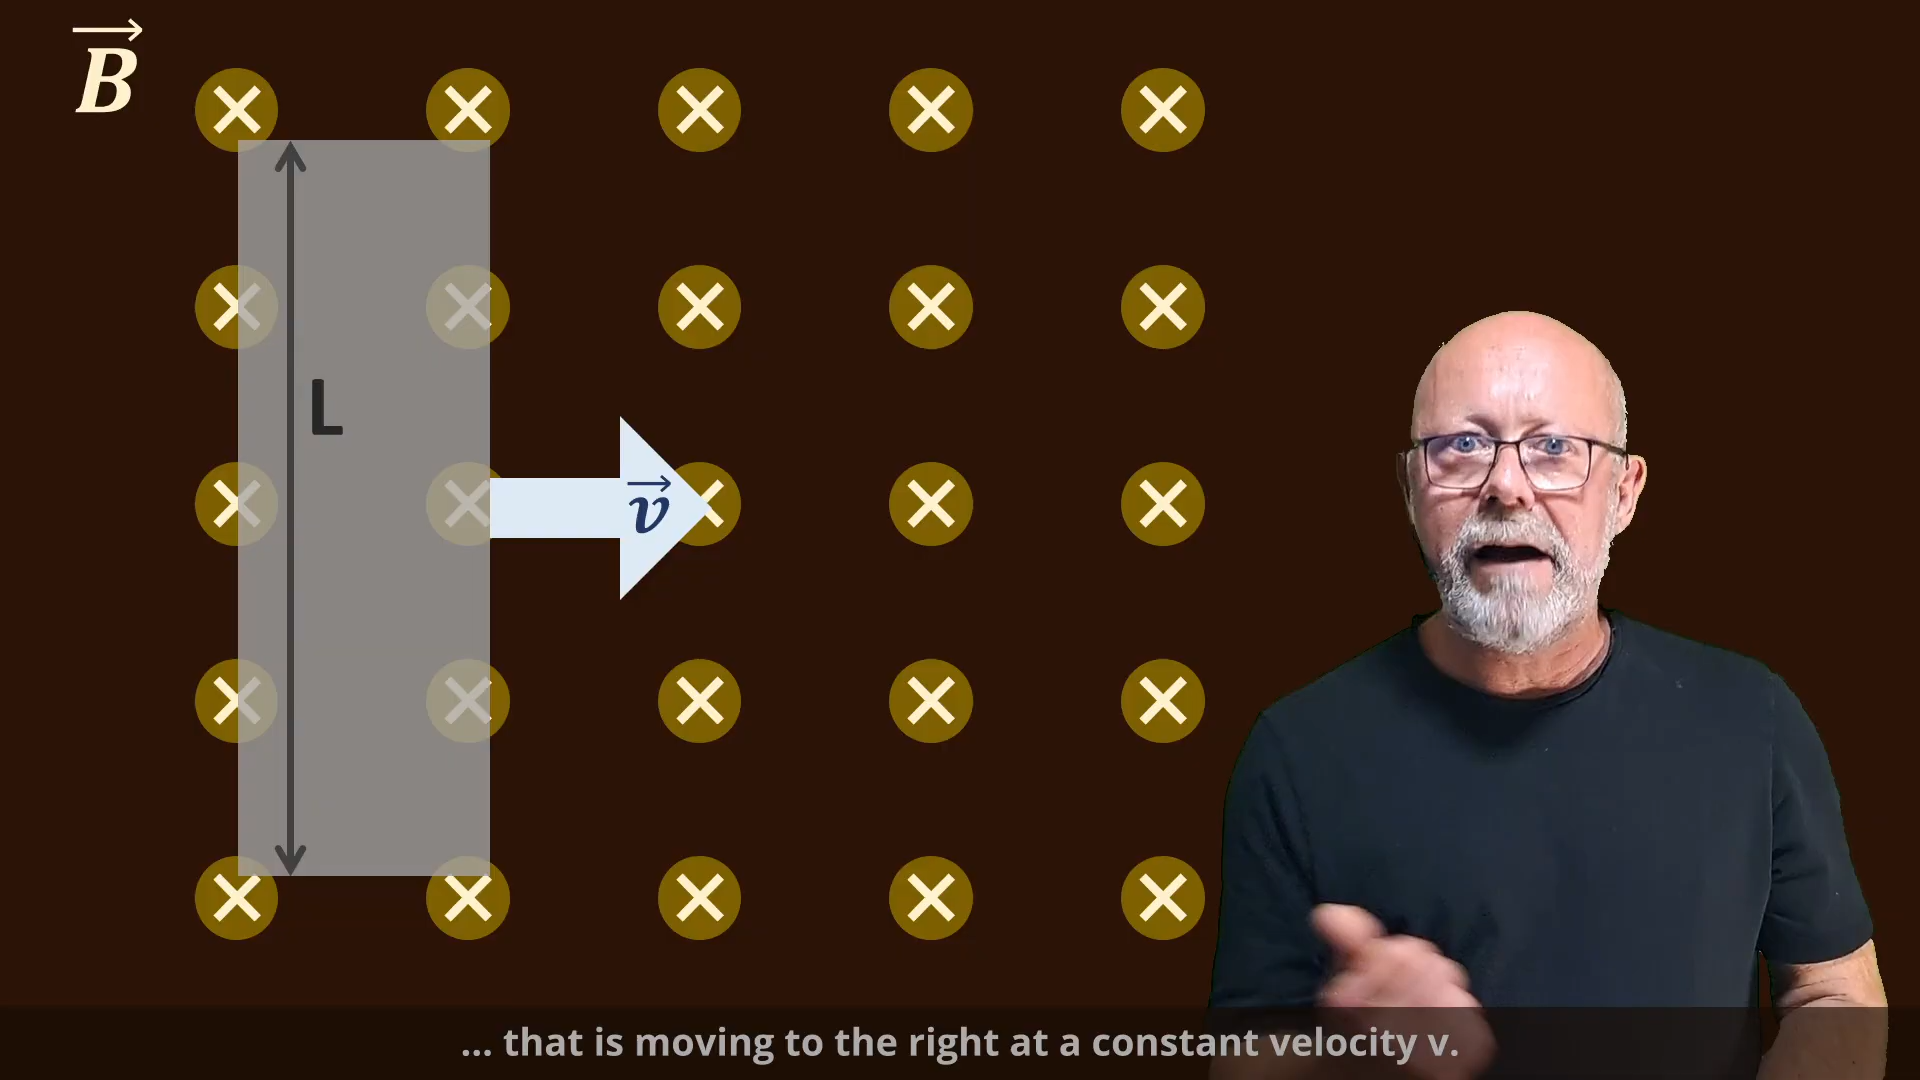 B
L
v
... that is moving to the right at a constant velocity v.